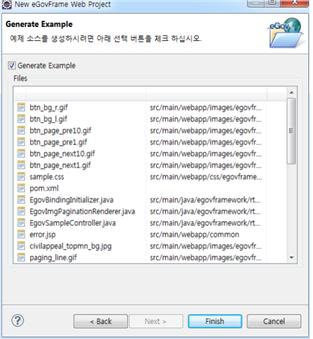 New eGovFrame Web Project
Generate Example
예제 소스를 생성하시려면 아래 선택 버튼을 체크 하십시오.
eGov
Generate Example
Files
btn_bg_r.gif src/main/webapp/images/egovfr...
btn_bg_l.gif src/main/webapp/images/egovfr...
btn_page_pre10.gif src/main/webapp/images/egovfr...
btn_page_pre1.gif src/main/webapp/images/egovfr...
btn_page_next10.gif src/main/webapp/images/egovfr...
btn_page_next1.gif src/main/webapp/images/egovfr...
sample.css src/main/webapp/css/egovframe...
pom.xml
EgovBindingInitializer.java src/main/java/egovframework/rt...
EgovImgPaginationRenderer.java src/main/java/egovframework/rt...
EgovSampleController.java src/main/java/egovframework/rt...
error.jsp src/main/webapp/common
civilappeal_topmn_bg.jpg src/main/webapp/images/egovfr...
paging_line.gif src/main/webapp/images/egovfr...
? < Back Next > Finish Cancel